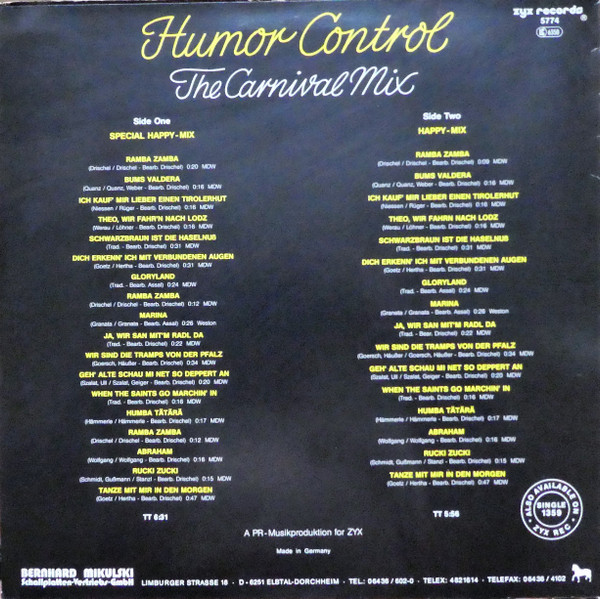 Humor Control
The Carnival Mix
zyx records ®
5774
LC 6358
Side One
SPECIAL HAPPY-MIX
RAMBA ZAMBA
(Drischel / Drischel - Bearb. Drischel) 0:20 MDW
BUMS VALDERA
(Quanz / Quanz, Weber - Bearb. Drischel) 0:16 MDW
ICH KAUF' MIR LIEBER EINEN TIROLERHUT
(Niessen / Rüger - Bearb. Drischel) 0:16 MDW
THEO, WIR FAHR'N NACH LODZ
(Werau / Löhner - Bearb. Drischel) 0:16 MDW
SCHWARZBRAUN IST DIE HASELNUß
(Trad. - Bearb. Drischel) 0:31 MDW
DICH ERKENN' ICH MIT VERBUNDENEN AUGEN
(Goetz / Hertha - Bearb. Drischel) 0:31 MDW
GLORYLAND
(Trad. - Bearb. Assal) 0:24 MDW
RAMBA ZAMBA
(Drischel / Drischel - Bearb. Drischel) 0:12 MDW
MARINA
(Granata / Granata - Bearb. Assal) 0:26 Weston
JA, WIR SAN MIT'M RADL DA
(Trad. - Bearb. Drischel) 0:22 MDW
WIR SIND DIE TRAMPS VON DER PFALZ
(Goersch, Häußer - Bearb. Drischel) 0:34 MDW
GEH' ALTE SCHAU MI NET SO DEPPERT AN
(Szalat, Ull / Szalat, Geiger - Bearb. Drischel) 0:20 MDW
WHEN THE SAINTS GO MARCHIN' IN
(Trad. - Bearb. Drischel) 0:16 MDW
HUMBA TÄTÄRÄ
(Hämmerle / Hämmerle - Bearb. Drischel) 0:17 MDW
RAMBA ZAMBA
(Drischel / Drischel - Bearb. Drischel) 0:12 MDW
ABRAHAM
(Wolfgang / Wolfgang - Bearb. Drischel) 0:16 MDW
RUCKI ZUCKI
(Schmidt, Gußmann / Stanzl - Bearb. Drischel) 0:15 MDW
TANZE MIT MIR IN DEN MORGEN
(Goetz / Hertha - Bearb. Drischel) 0:47 MDW
TT 6:31
Side Two
HAPPY-MIX
RAMBA ZAMBA
(Drischel / Drischel - Bearb. Drischel) 0:09 MDW
BUMS VALDERA
(Quanz / Quanz, Weber - Bearb. Drischel) 0:16 MDW
ICH KAUF' MIR LIEBER EINEN TIROLERHUT
(Niessen / Rüger - Bearb. Drischel) 0:16 MDW
THEO, WIR FAHRN NACH LODZ
(Werau / Löhner - Bearb. Drischel) 0:16 MDW
SCHWARZBRAUN IST DIE HASELNUß
(Trad. - Bearb. Drischel) 0:31 MDW
DICH ERKENN' ICH MIT VERBUNDENEN AUGEN
(Goetz / Hertha - Bearb. Drischel) 0:31 MDW
GLORYLAND
(Trad. - Bearb. Assal) 0:24 MDW
MARINA
(Granata / Granata - Bearb. Assal) 0:26 Weston
JA, WIR SAN MIT'M RADL DA
(Trad. - Bear. Drischel) 0:22 MDW
WIR SIND DIE TRAMPS VON DER PFALZ
(Goersch, Häußer / Goersch, Häußer - Bearb. Drischel) 0:34 MDW
GEH' ALTE SCHAU MI NET SO DEPPERT AN
(Szalat, Ull / Szalat, Geiger - Bearb. Drischel) 0:20 MDW
WHEN THE SAINTS GO MARCHIN' IN
(Trad. - Bearb. Drischel) 0:16 MDW
HUMBA TÄTÄRÄ
(Hämmerle / Hämmerle - Bearb. Drischel) 0:17 MDW
ABRAHAM
(Wolfgang / Wolfgang - Bearb. Drischel) 0:16 MDW
RUCKI ZUCKI
(Schmidt, Gußmann / Stanzl - Bearb. Drischel) 0:15 MDW
TANZE MIT MIR IN DEN MORGEN
(Goetz / Hertha - Bearb. Drischel) 0:47 MDW
TT 5:56
A PR-Musikproduktion for ZYX
Made in Germany
ALSO AVAILABLE ON
SINGLE
1359
ZYX REC.
BERNHARD MIKULSKI
Schallplatten-Vertriebs-GmbH
LIMBURGER STRASSE 18 · D-6251 ELBTAL-DORCHHEIM · TEL.: 06436 / 602-0 · TELEX: 4821614 · TELEFAX: 06436 / 4102